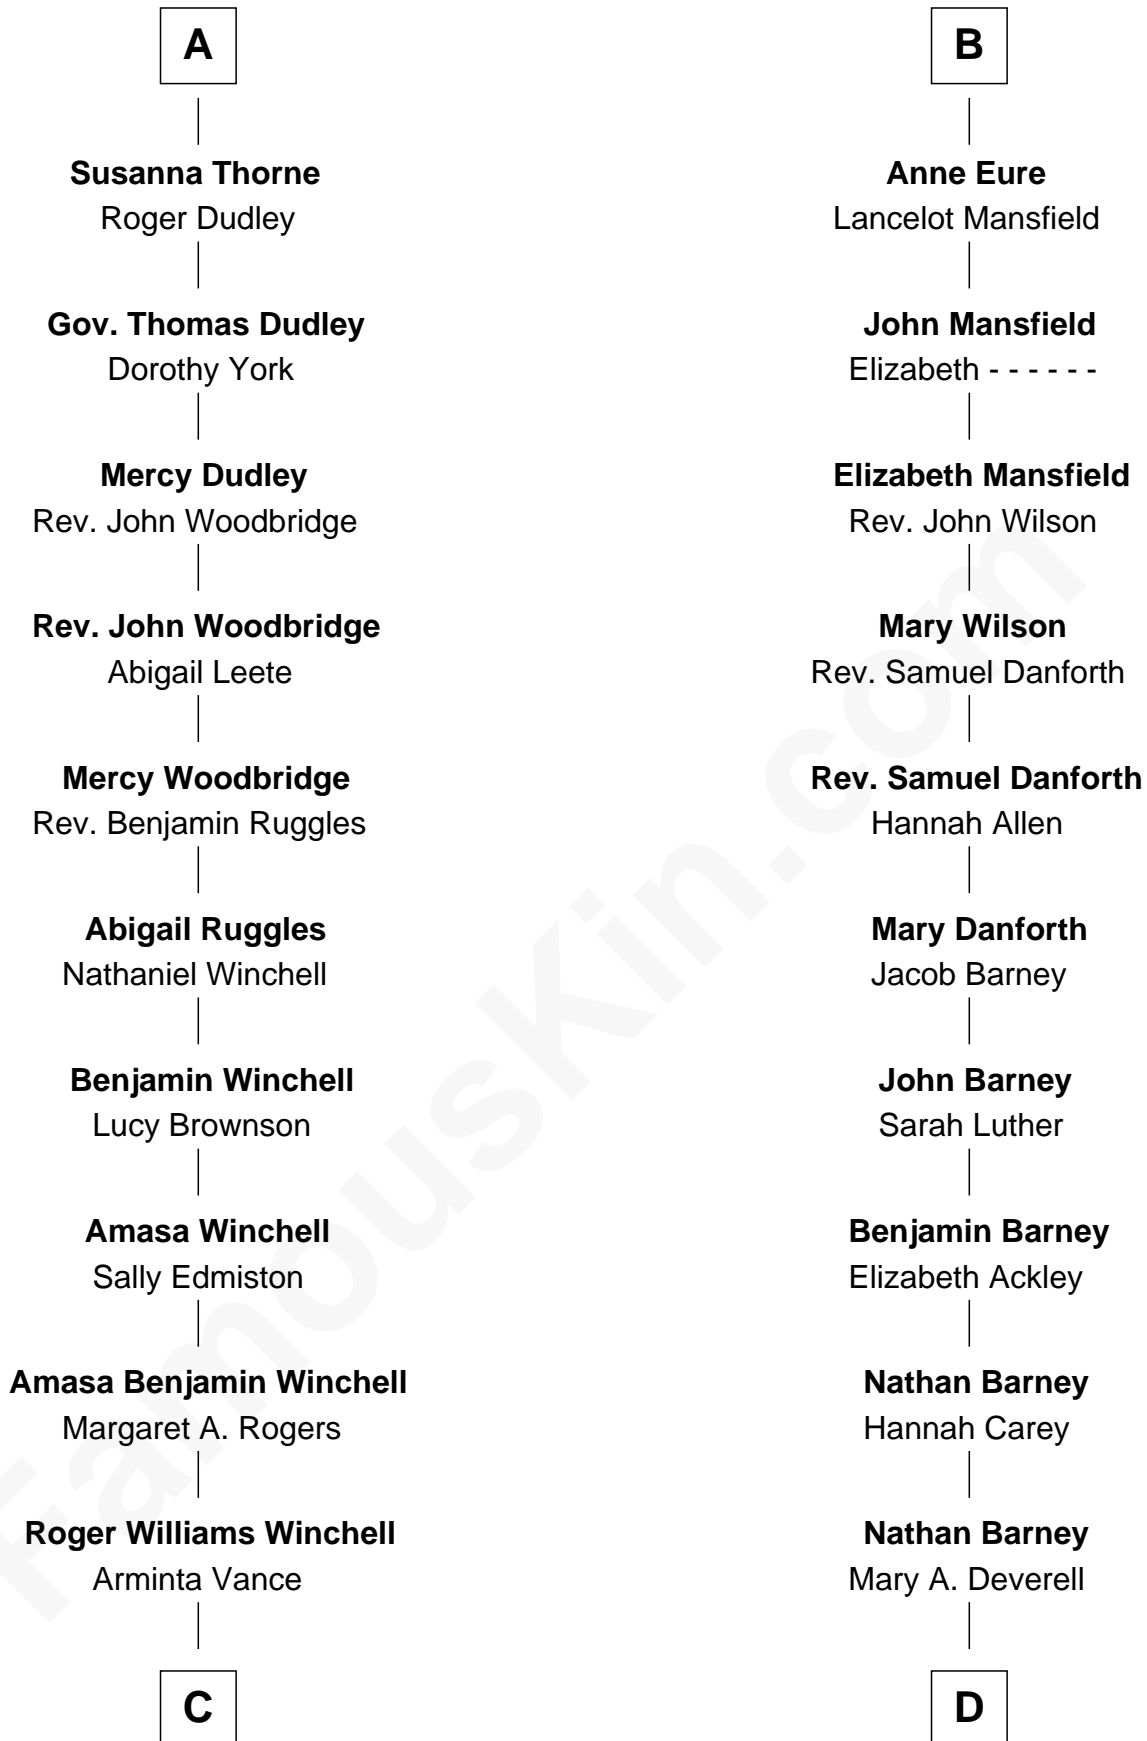 A
Susanna Thorne
Roger Dudley
Gov. Thomas Dudley
Dorothy York
Mercy Dudley
Rev. John Woodbridge
Rev. John Woodbridge
Abigail Leete
Mercy Woodbridge
Rev. Benjamin Ruggles
Abigail Ruggles
Nathaniel Winchell
Benjamin Winchell
Lucy Brownson
Amasa Winchell
Sally Edmiston
Amasa Benjamin Winchell
Margaret A. Rogers
Roger Williams Winchell
Arminta Vance
C
B
Anne Eure
Lancelot Mansfield
John Mansfield
Elizabeth - - - - - -
Elizabeth Mansfield
Rev. John Wilson
Mary Wilson
Rev. Samuel Danforth
Rev. Samuel Danforth
Hannah Allen
Mary Danforth
Jacob Barney
John Barney
Sarah Luther
Benjamin Barney
Elizabeth Ackley
Nathan Barney
Hannah Carey
Nathan Barney
Mary A. Deverell
D
FamousKin.com